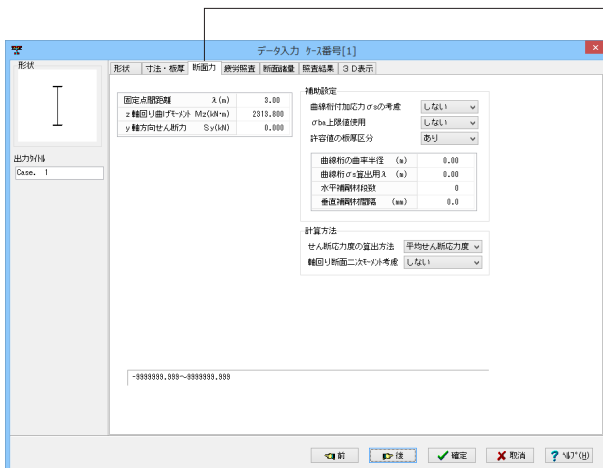 データ入力 ケース番号[1]
形状
出力タイトル
Case. 1
形状 寸法・板厚 断面力 疲労照査 断面諸量 照査結果 3D表示
固定点間距離 λ(m) 3.00
z軸回り曲げモーメント Mz(kN・m) 2313.800
y軸方向せん断力 Sy(kN) 0.000
補助設定
曲線桁付加応力σsの考慮 しない
σba上限値使用 しない
許容値の板厚区分 あり
曲線桁の曲率半径 (m) 0.00
曲線桁σs算出用λ (m) 0.00
水平補剛材段数 0
垂直補剛材間隔 (mm) 0.0
計算方法
せん断応力度の算出方法 平均せん断応力度
軸回り断面二次モーメント考慮 しない
-9999999.999～9999999.999
前 後 確定 取消 ? ヘルプ(H)